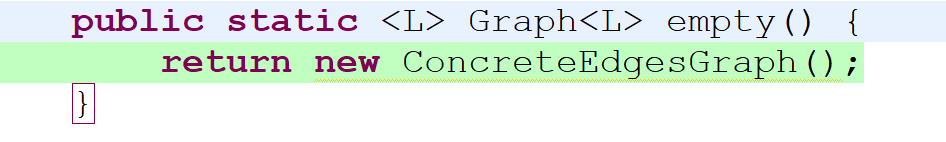 public static <L> Graph<L> empty() {
return new ConcreteEdgesGraph();
}